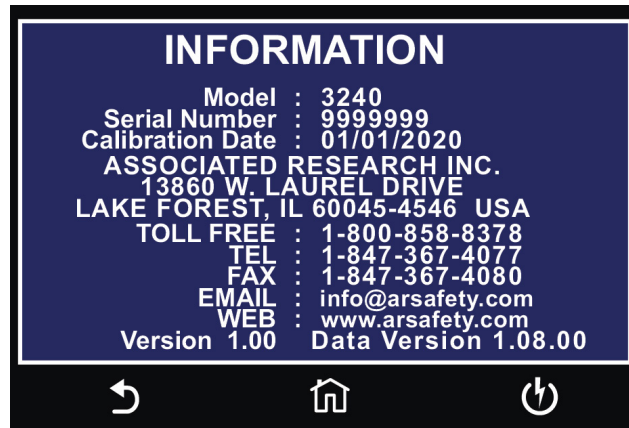 INFORMATION
Model : 3240
Serial Number : 9999999
Calibration Date : 01/01/2020
ASSOCIATED RESEARCH INC.
13860 W. LAUREL DRIVE
LAKE FOREST, IL 60045-4546 USA
TOLL FREE : 1-800-858-8378
TEL : 1-847-367-4077
FAX : 1-847-367-4080
EMAIL : info@arsafety.com
WEB : www.arsafety.com
Version 1.00 Data Version 1.08.00